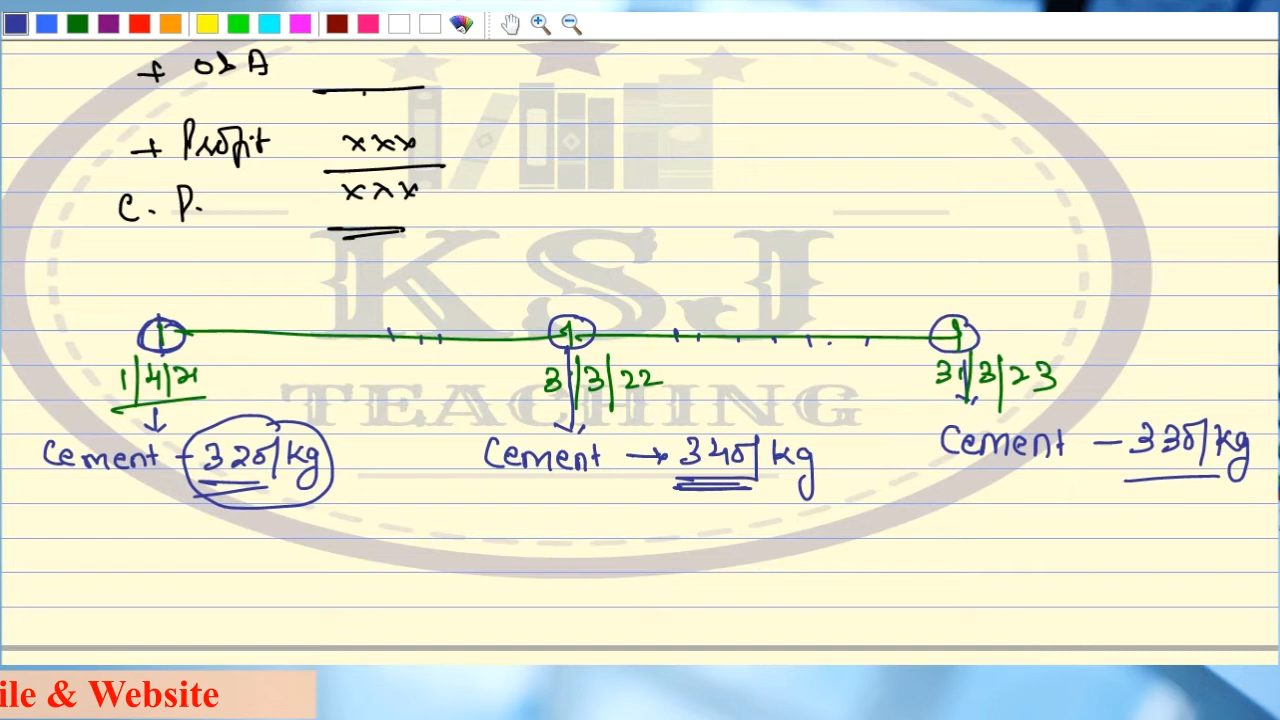 + O&A
+ Profit xxx
C. P. xxx
KSJ
TEACHING
1|4|21 3|3|22 31|3|23
Cement - 320/kg Cement → 340/kg Cement - 330/kg
ile & Website